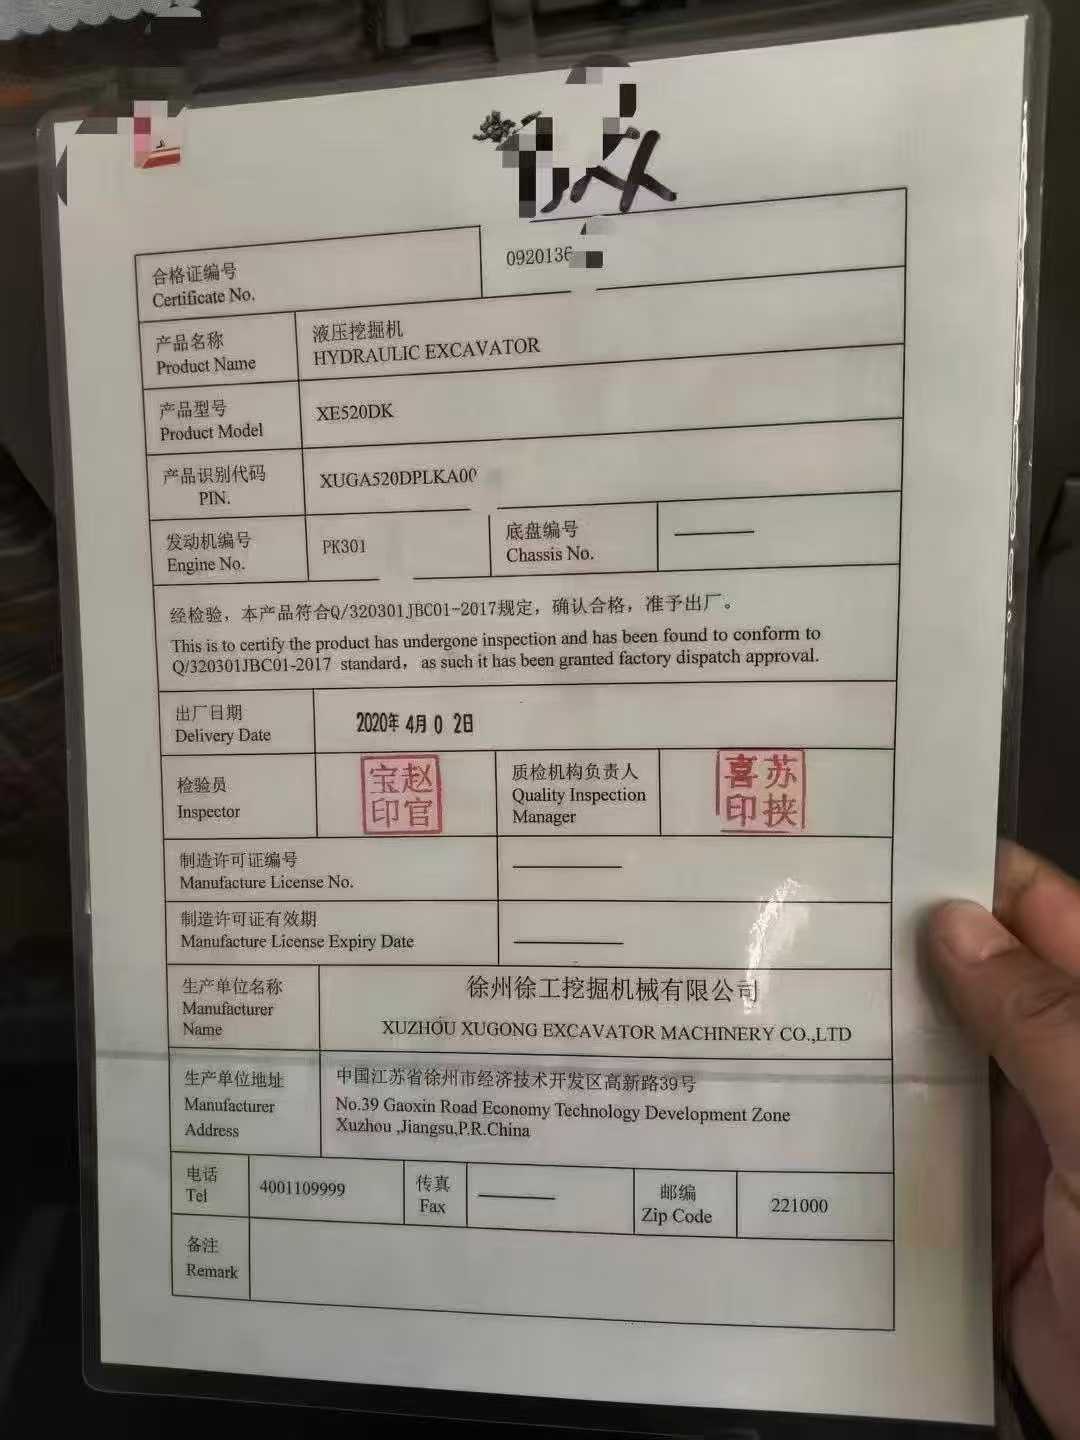 合格证编号
Certificate No.
0920136
产品名称
Product Name
液压挖掘机
HYDRAULIC EXCAVATOR
产品型号
Product Model
XE520DK
产品识别代码
PIN.
XUGA520DPLKA00
发动机编号
Engine No.
PK301
底盘编号
Chassis No.
经检验，本产品符合Q/320301JBC01-2017规定，确认合格，准予出厂。
This is to certify the product has undergone inspection and has been found to conform to
Q/320301JBC01-2017 standard， as such it has been granted factory dispatch approval.
出厂日期
Delivery Date
2020年 4月 0 2日
检验员
Inspector
赵官
宝印
质检机构负责人
Quality Inspection
Manager
苏挟
喜印
制造许可证编号
Manufacture License No.
制造许可证有效期
Manufacture License Expiry Date
生产单位名称
Manufacturer
Name
徐州徐工挖掘机械有限公司
XUZHOU XUGONG EXCAVATOR MACHINERY CO.,LTD
生产单位地址
Manufacturer
Address
中国江苏省徐州市经济技术开发区高新路39号
No.39 Gaoxin Road Economy Technology Development Zone
Xuzhou ,Jiangsu,P.R.China
电话
Tel
4001109999
传真
Fax
邮编
Zip Code
221000
备注
Remark